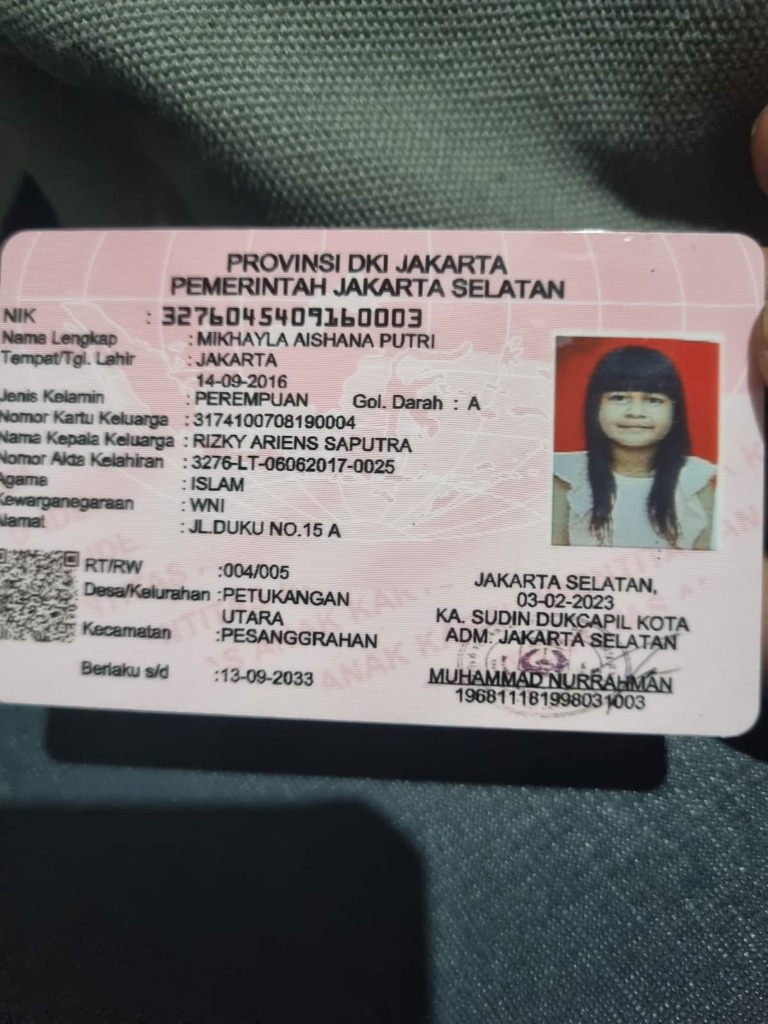 PROVINSI DKI JAKARTA
PEMERINTAH JAKARTA SELATAN
NIK : 3276045409160003
Nama Lengkap : MIKHAYLA AISHANA PUTRI
Tempat/Tgl. Lahir : JAKARTA
14-09-2016
Jenis Kelamin : PEREMPUAN Gol. Darah : A
Nomor Kartu Keluarga : 3174100708190004
Nama Kepala Keluarga : RIZKY ARIENS SAPUTRA
Nomor Akta Kelahiran : 3276-LT-06062017-0025
Agama : ISLAM
Kewarganegaraan : WNI
Alamat : JL.DUKU NO.15 A
RT/RW :004/005
Desa/Kelurahan :PETUKANGAN
UTARA
Kecamatan :PESANGGRAHAN
Berlaku s/d :13-09-2033
JAKARTA SELATAN,
03-02-2023
KA. SUDIN DUKCAPIL KOTA
ADM. JAKARTA SELATAN
MUHAMMAD NURRAHMAN
196811181998031003